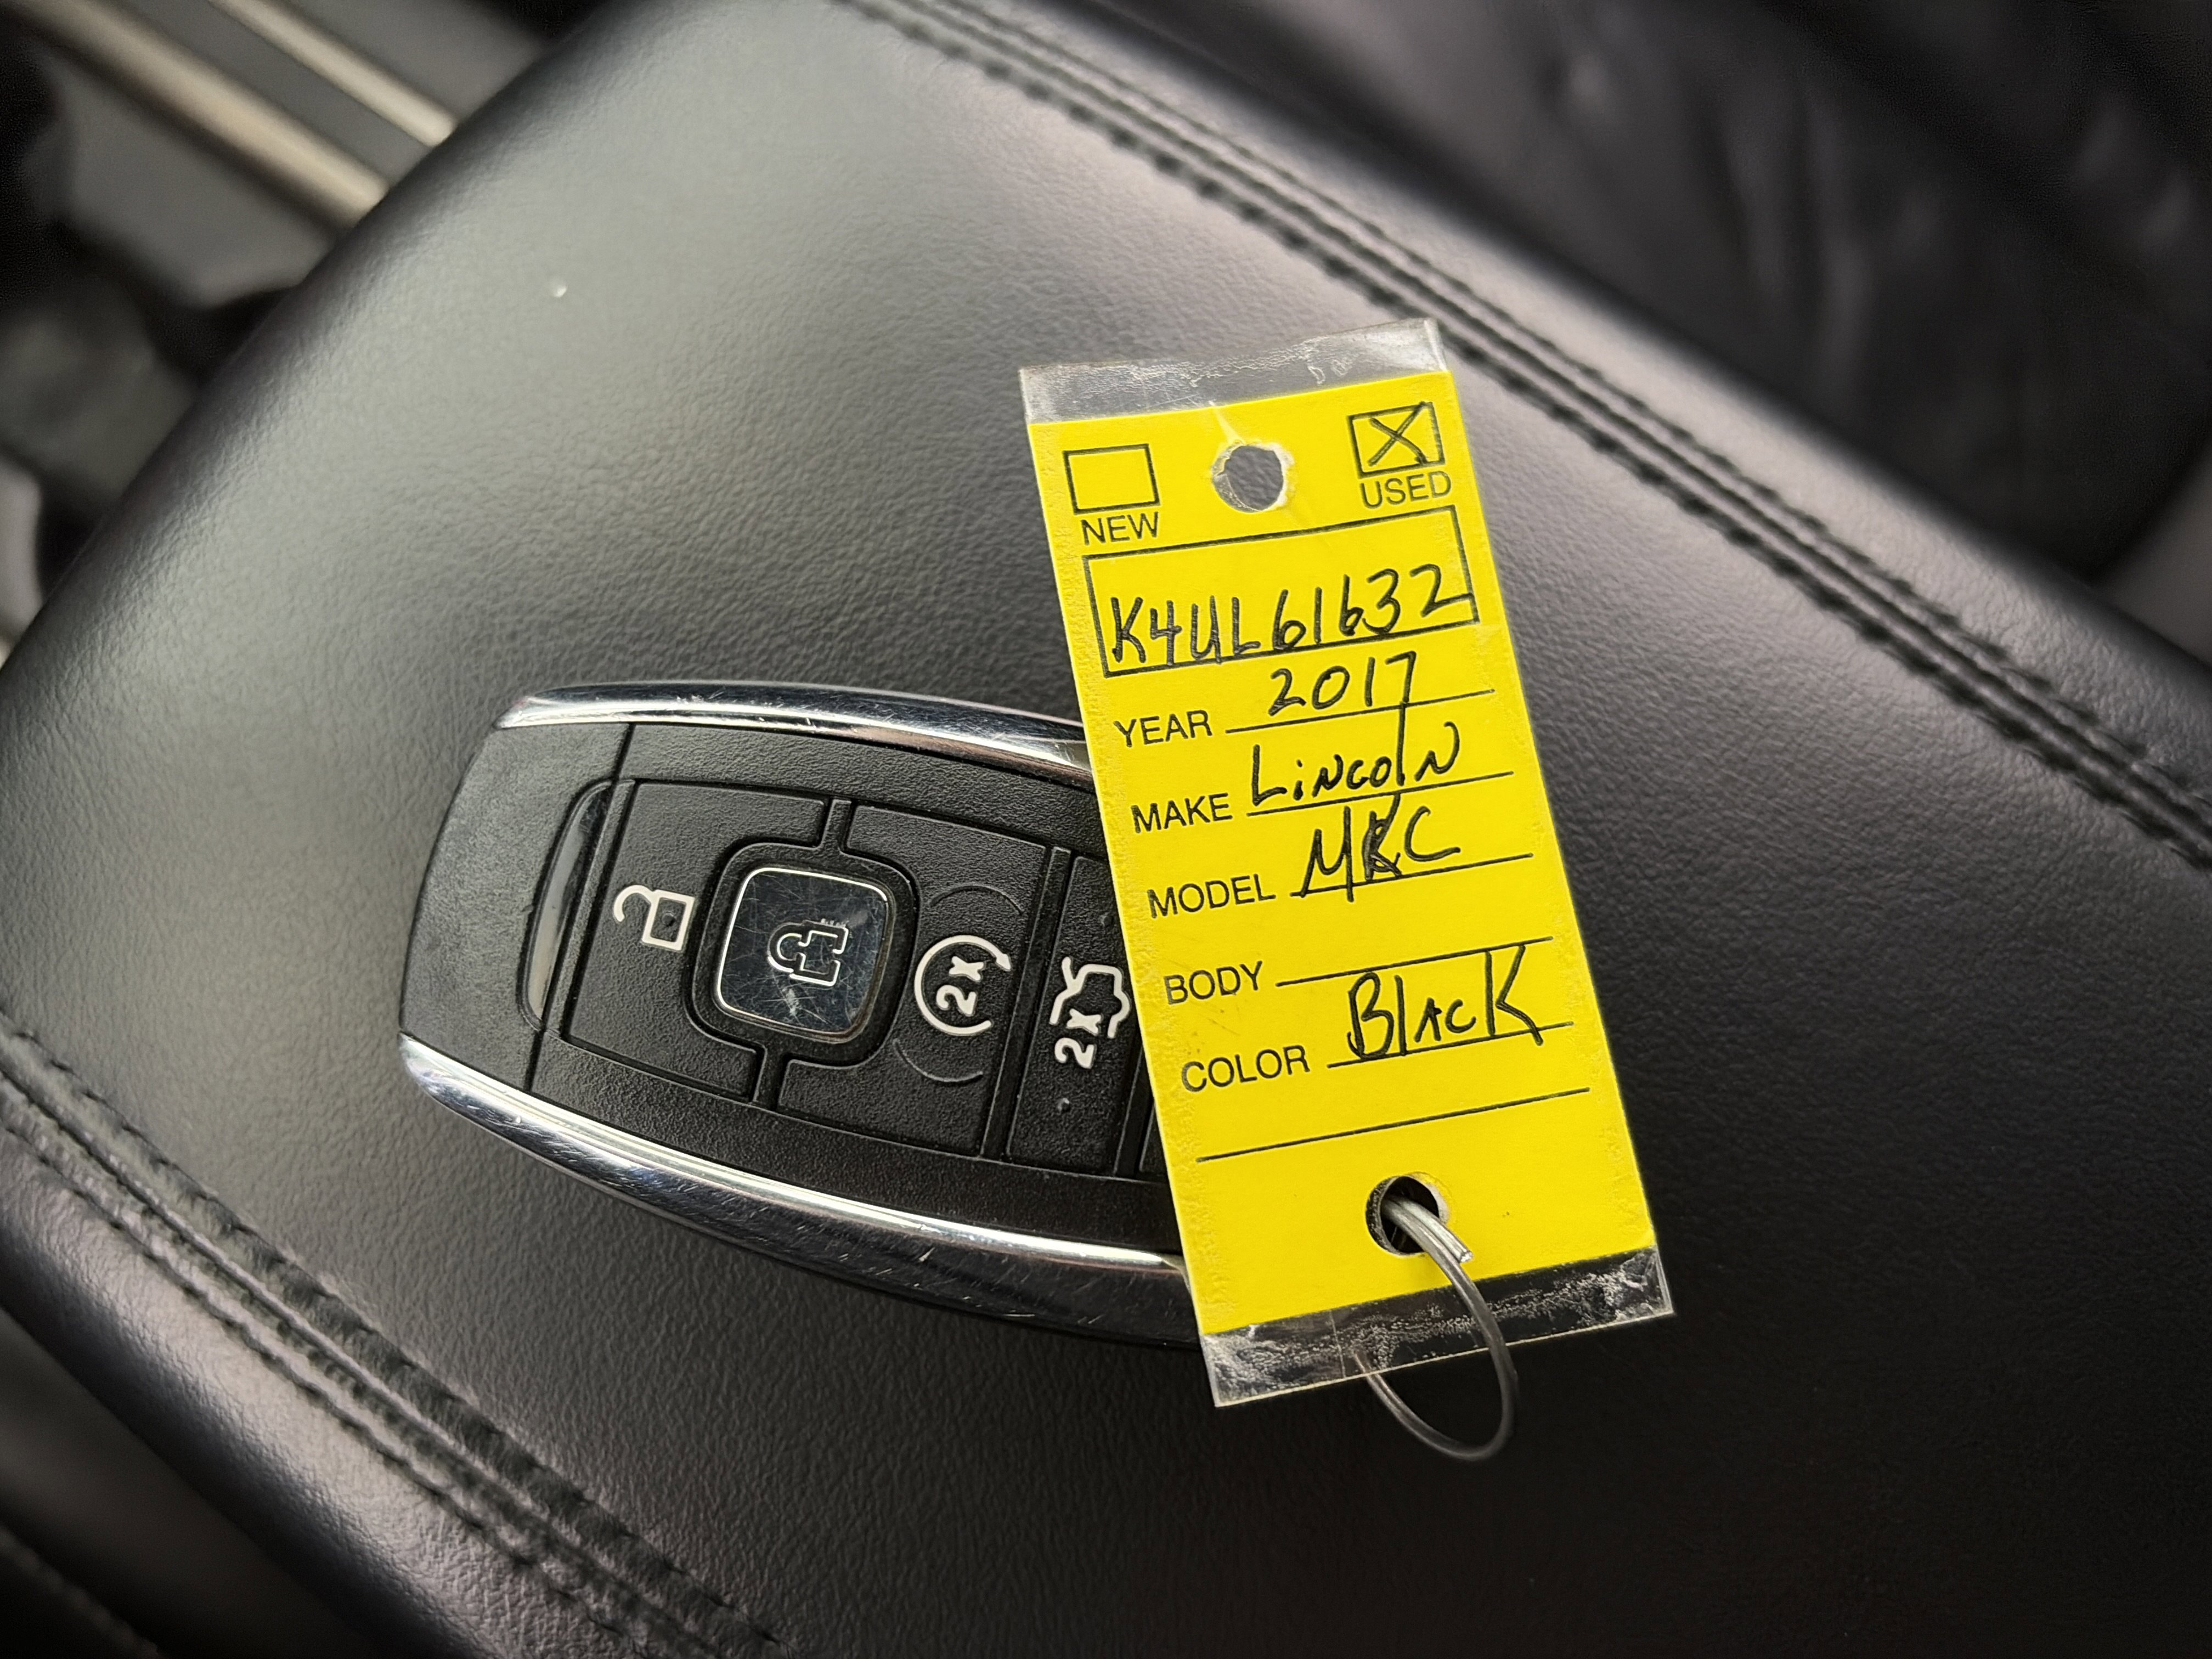 NEW USED
K4UL61632
YEAR 2017
MAKE LiNcolN
MODEL MKC
BODY
COLOR BlAcK
2x
2x